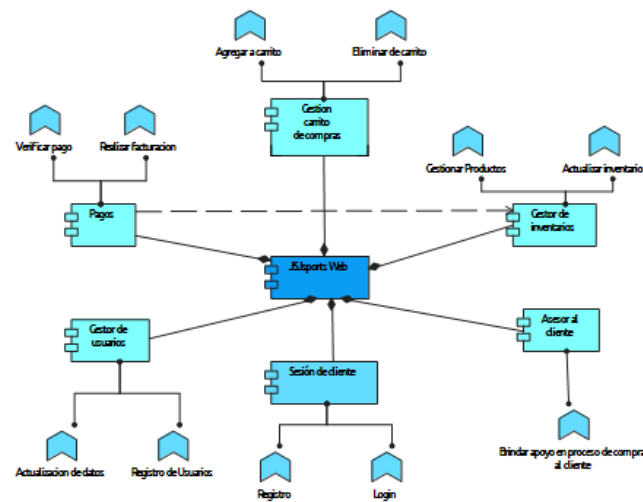 Agregar a carrito
Eliminar de carrito
Gestion
carrito
de compras
Verificar pago
Realizar facturacion
Gestionar Productos
Actualizar inventario
Pagos
Gestor de
inventarios
JSJsports Web
Gestor de
usuarios
Sesión de cliente
Asesor al
cliente
Actualizacion de datos
Registro de Usuarios
Registro
Login
Brindar apoyo en proceso de compra
al cliente